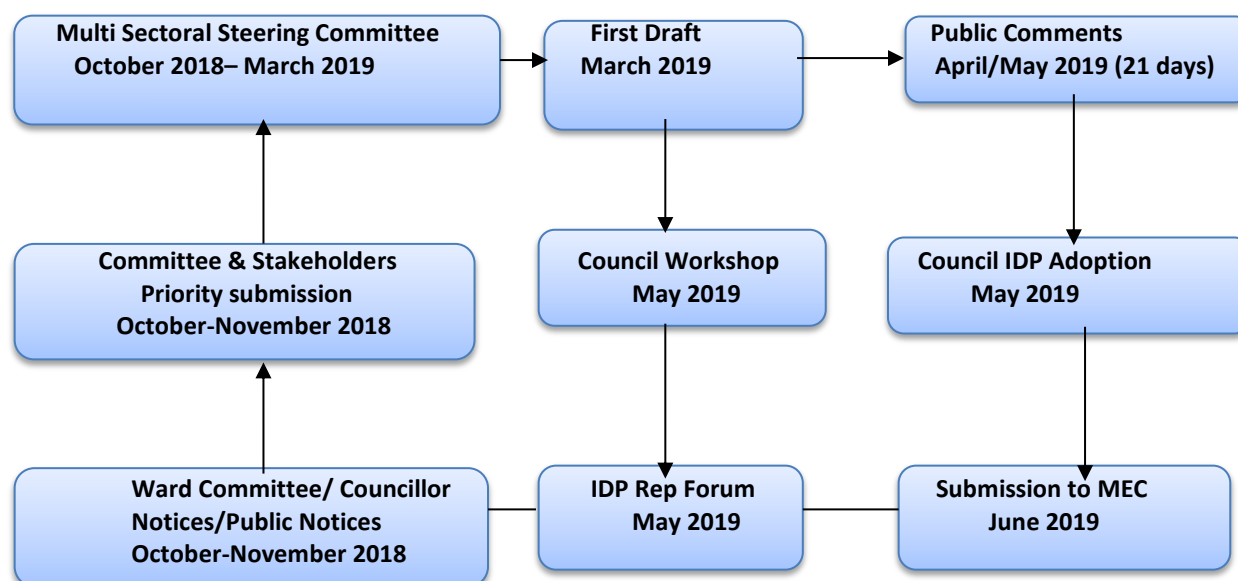 Multi Sectoral Steering Committee
October 2018– March 2019
First Draft
March 2019
Public Comments
April/May 2019 (21 days)
Committee & Stakeholders
Priority submission
October-November 2018
Council Workshop
May 2019
Council IDP Adoption
May 2019
Ward Committee/ Councillor
Notices/Public Notices
October-November 2018
IDP Rep Forum
May 2019
Submission to MEC
June 2019